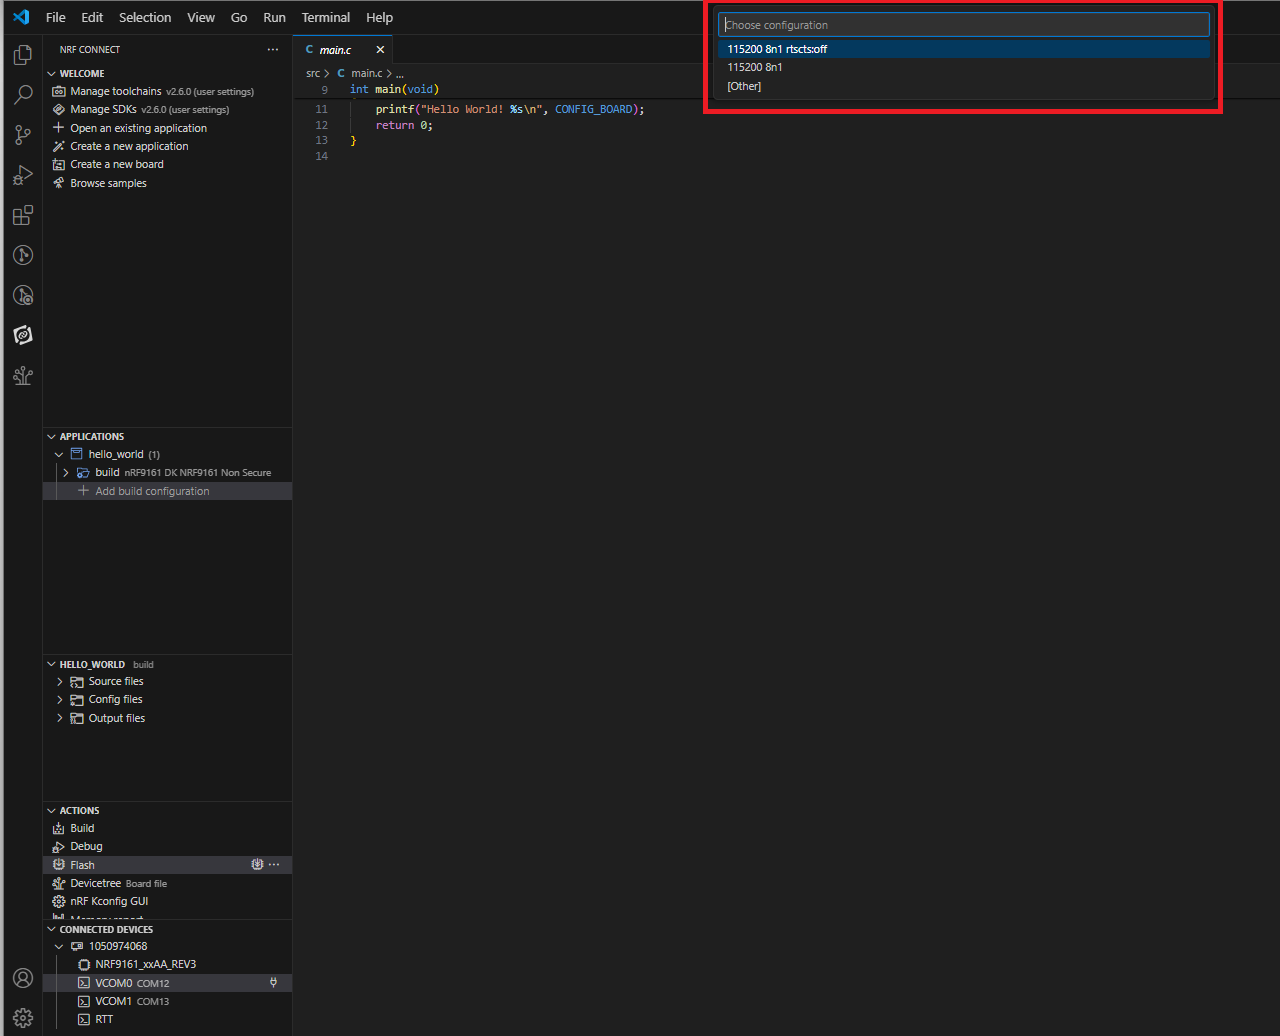 File Edit Selection View Go Run Terminal Help
Choose configuration
115200 8n1 rtscts:off
115200 8n1
[Other]
NRF CONNECT
WELCOME
Manage toolchains v2.6.0 (user settings)
Manage SDKs v2.6.0 (user settings)
Open an existing application
Create a new application
Create a new board
Browse samples
APPLICATIONS
hello_world (1)
build nRF9161 DK NRF9161 Non Secure
Add build configuration
HELLO_WORLD build
Source files
Config files
Output files
ACTIONS
Build
Debug
Flash
Devicetree Board file
nRF Kconfig GUI
Memory report
CONNECTED DEVICES
1050974068
NRF9161_xxAA_REV3
VCOM0 COM12
VCOM1 COM13
RTT
C main.c
src > C main.c > ...
9 int main(void)
11 printf("Hello World! %s\n", CONFIG_BOARD);
12 return 0;
13 }
14